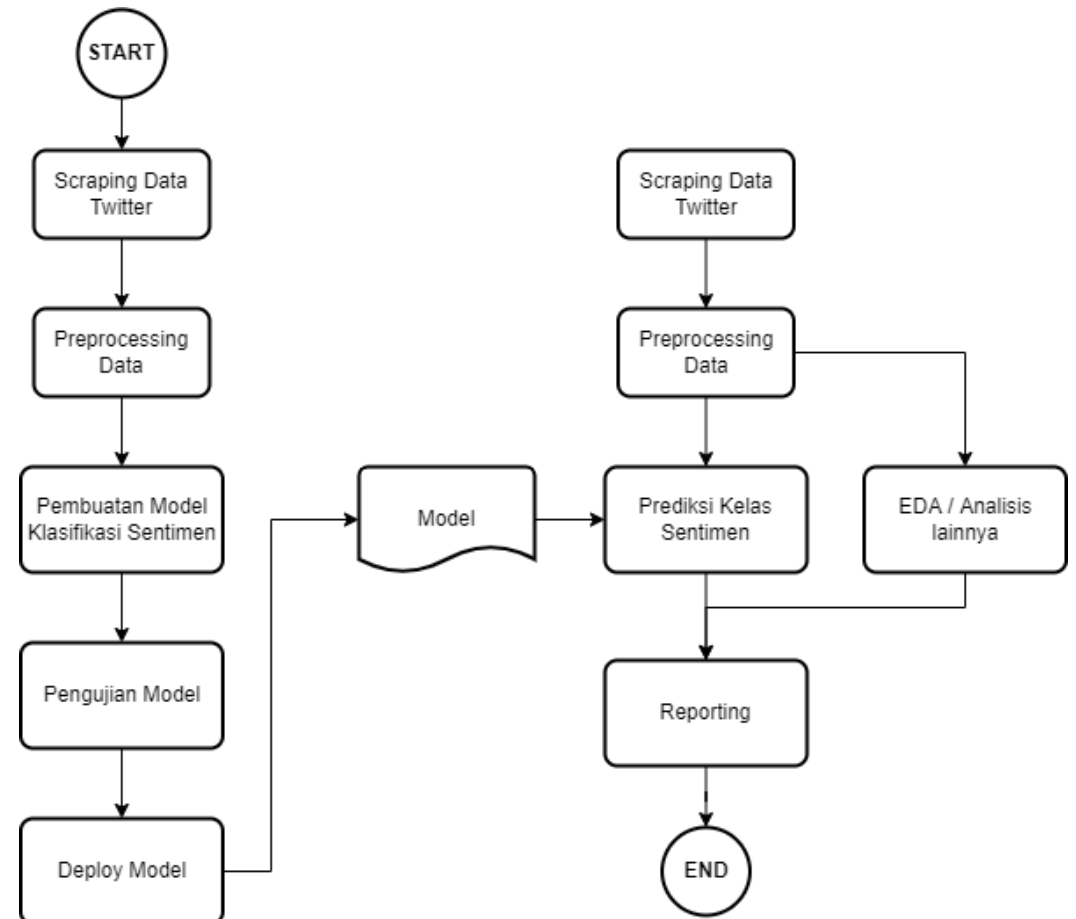 START
Scraping Data
Twitter
Preprocessing
Data
Pembuatan Model
Klasifikasi Sentimen
Pengujian Model
Deploy Model
Model
Scraping Data
Twitter
Preprocessing
Data
Prediksi Kelas
Sentimen
EDA / Analisis
lainnya
Reporting
END